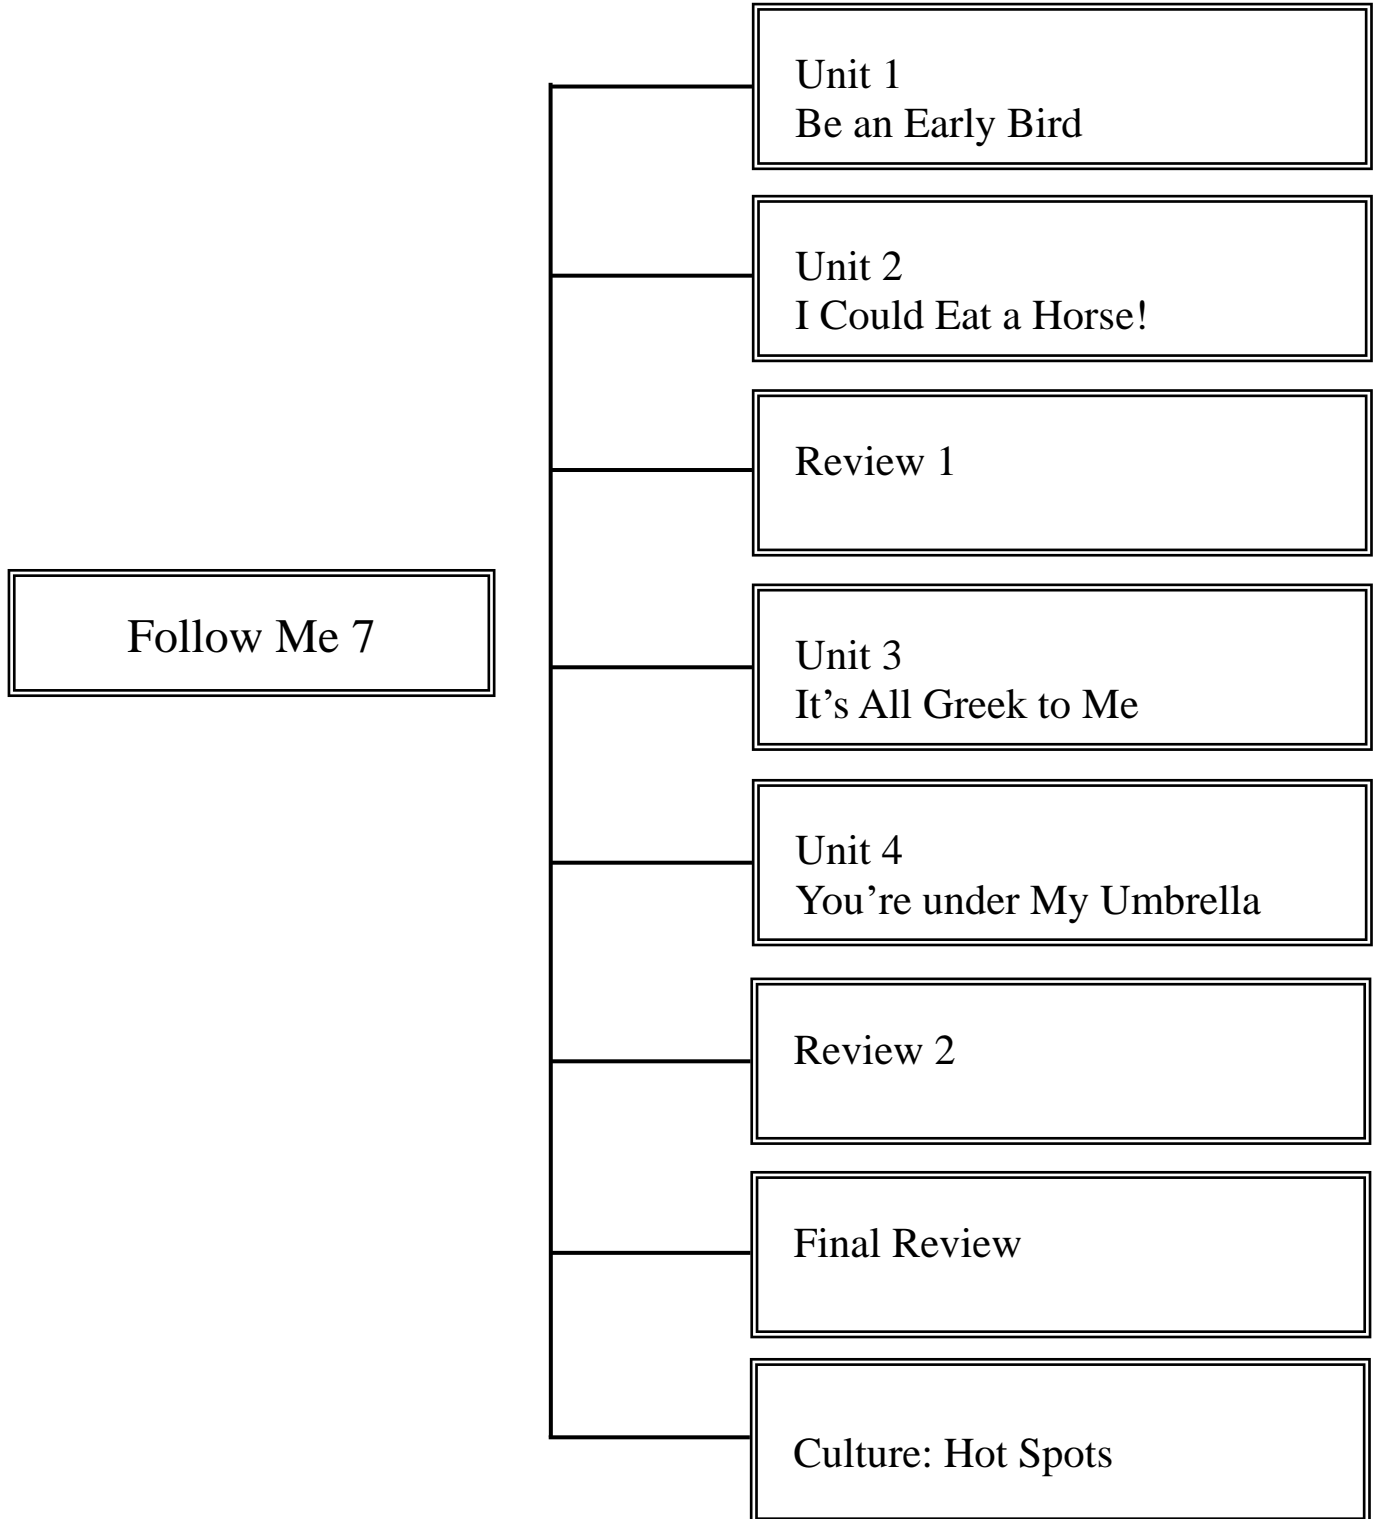 Unit 1
Be an Early Bird
Unit 2
I Could Eat a Horse!
Review 1
Follow Me 7
Unit 3
It’s All Greek to Me
Unit 4
You’re under My Umbrella
Review 2
Final Review
Culture: Hot Spots